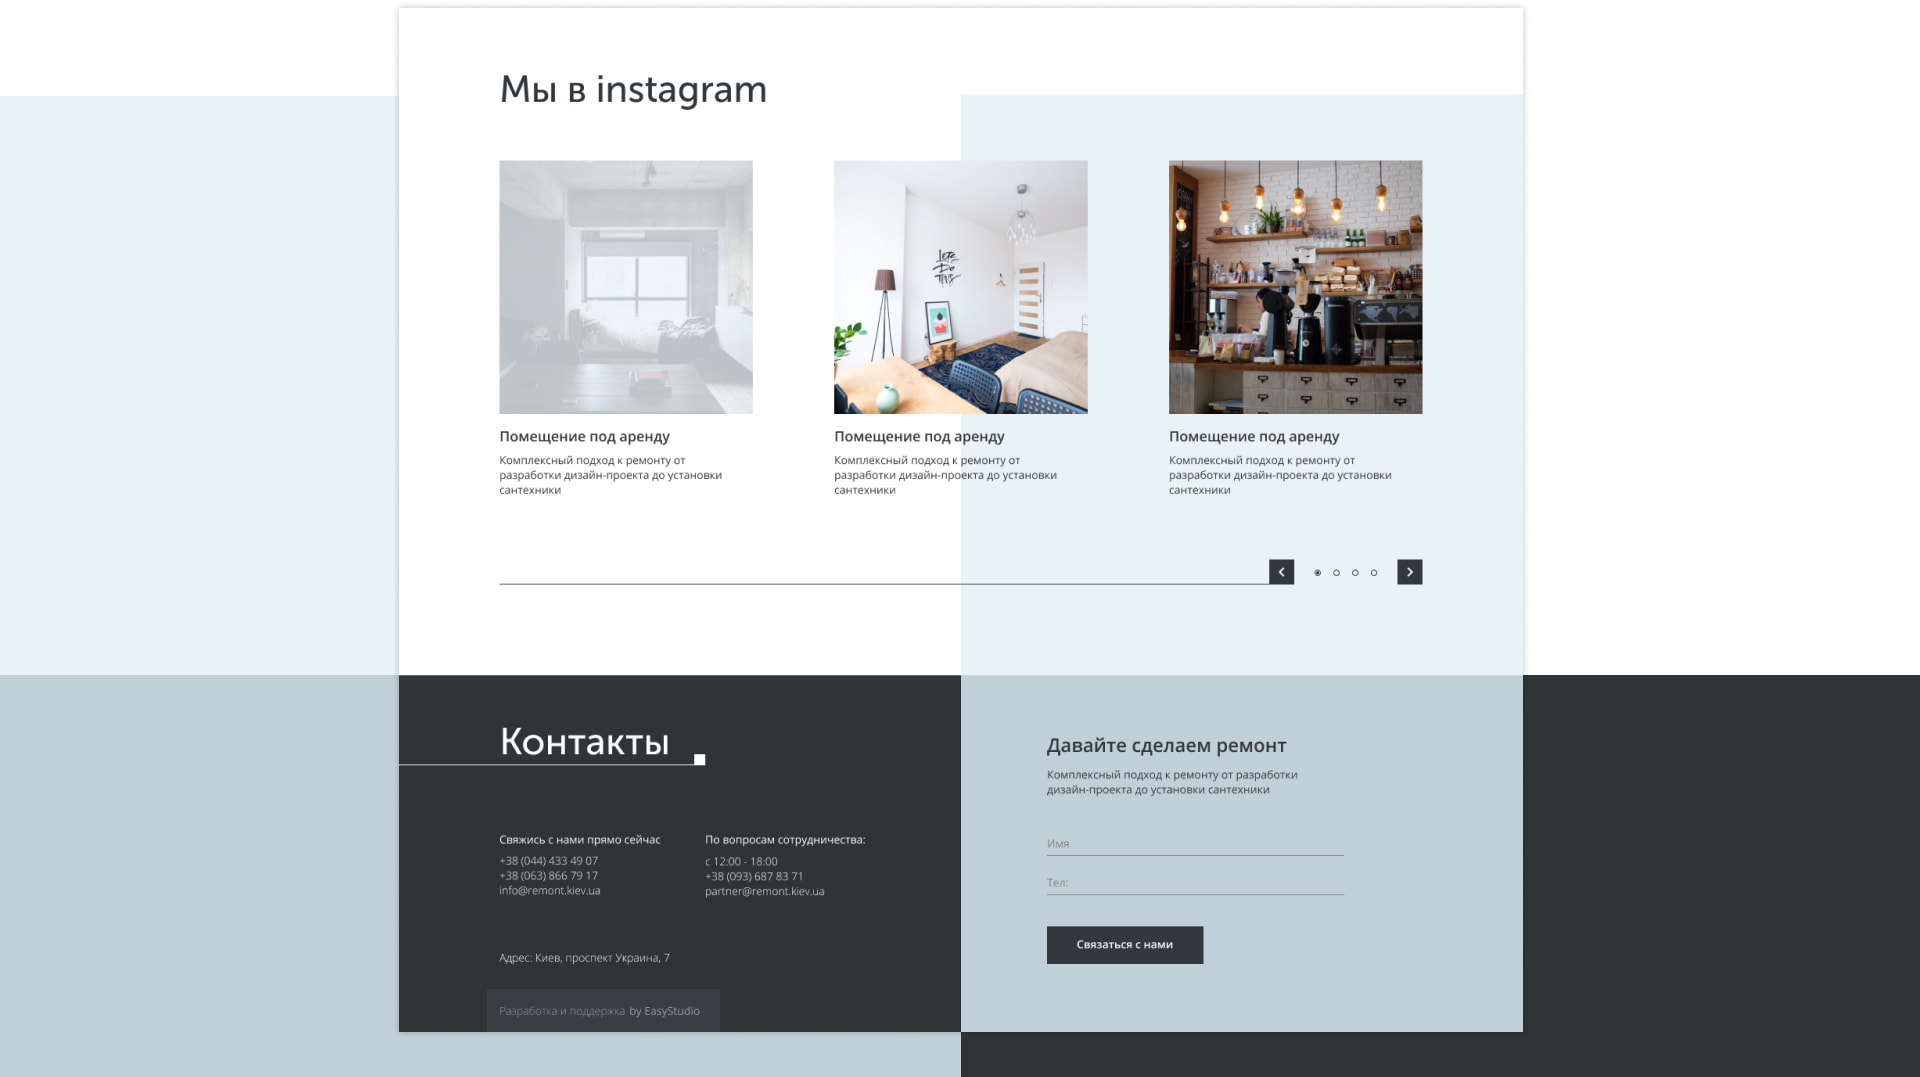 Мы в instagram
LET'S
DO
THIS
Помещение под аренду
Комплексный подход к ремонту от
разработки дизайн-проекта до установки
сантехники
Помещение под аренду
Комплексный подход к ремонту от
разработки дизайн-проекта до установки
сантехники
Помещение под аренду
Комплексный подход к ремонту от
разработки дизайн-проекта до установки
сантехники
Контакты
Свяжись с нами прямо сейчас
+38 (044) 433 49 07
+38 (063) 866 79 17
info@remont.kiev.ua
По вопросам сотрудничества:
с 12:00 - 18:00
+38 (093) 687 83 71
partner@remont.kiev.ua
Адрес: Киев, проспект Украина, 7
Разработка и поддержка by EasyStudio
Давайте сделаем ремонт
Комплексный подход к ремонту от разработки
дизайн-проекта до установки сантехники
Имя
Тел:
Связаться с нами